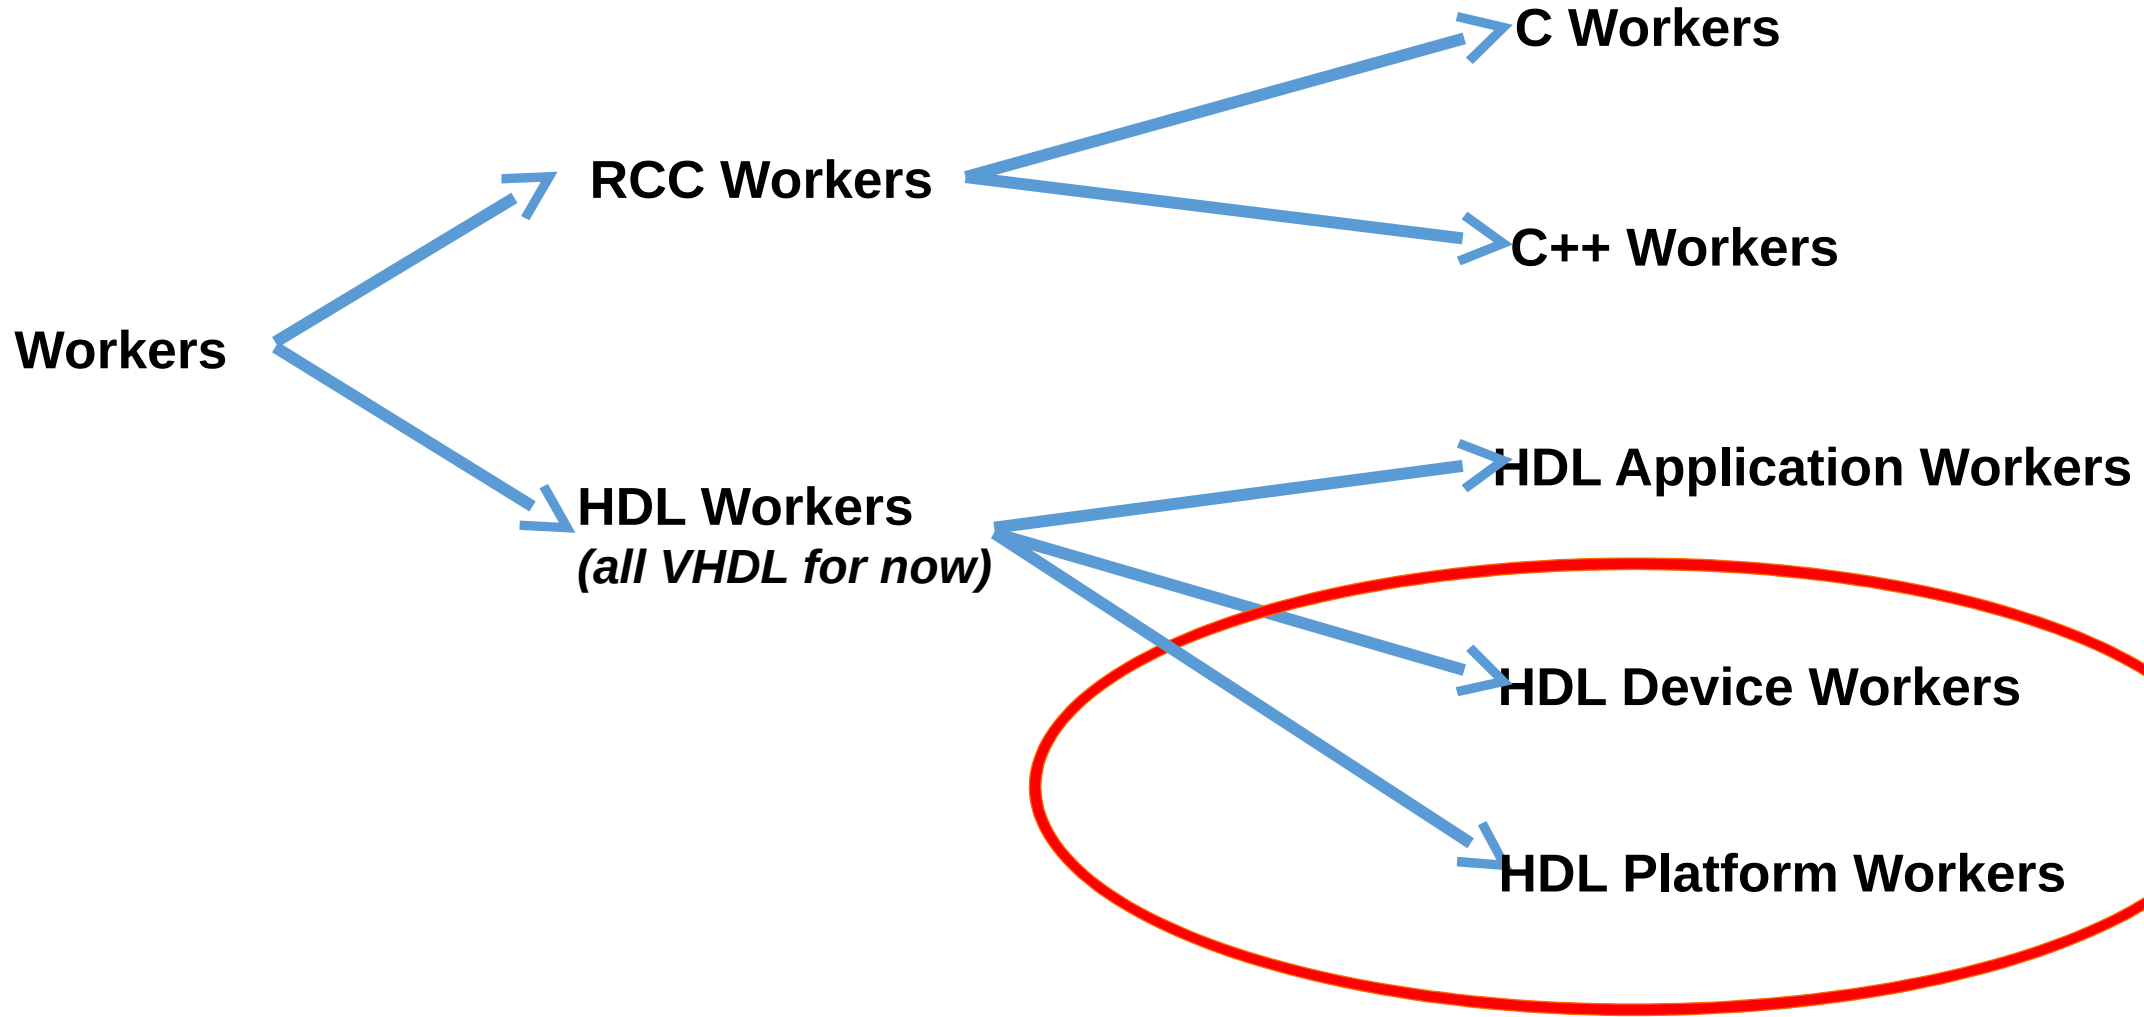 C Workers
RCC Workers
C++ Workers
Workers
HDL Application Workers
HDL Workers
(all VHDL for now)
HDL Device Workers
HDL Platform Workers